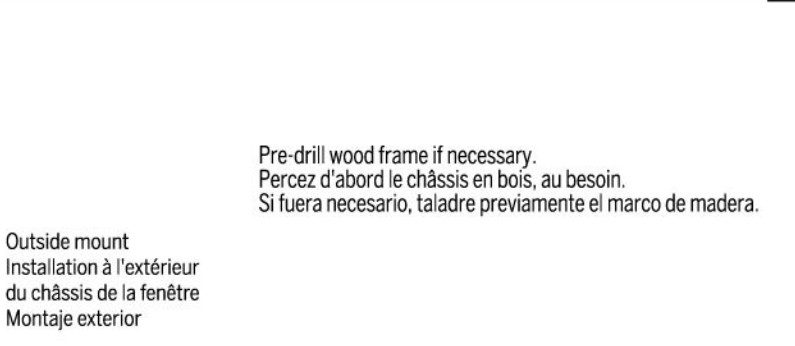 Pre-drill wood frame if necessary.
Percez d'abord le châssis en bois, au besoin.
Si fuera necesario, taladre previamente el marco de madera.
Outside mount
Installation à l'extérieur
du châssis de la fenêtre
Montaje exterior